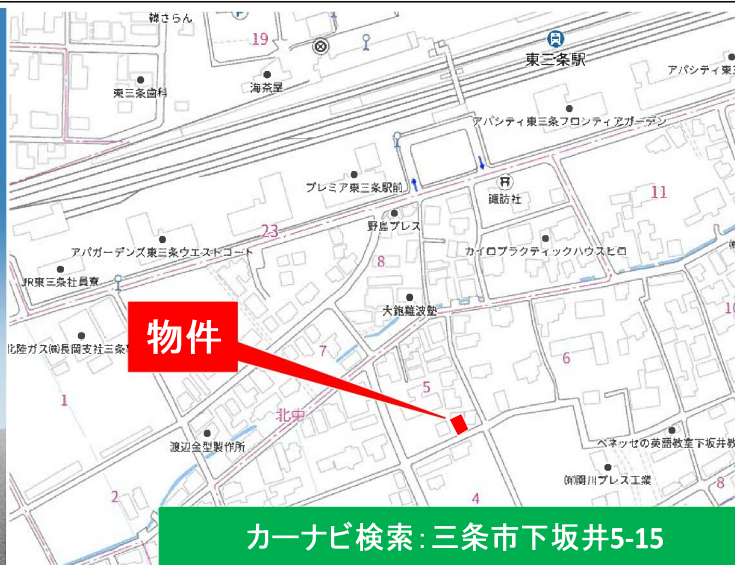 韓さらん
19
東三条駅
東三条歯科
海茶屋
アパシティ東三
アパシティ東三条フロンティアガーデン
プレミア東三条駅前
諏訪社
11
23
野島プレス
アパガーデンズ東三条ウエストコート
8
カイロプラクティックハウスヒロ
JR東三条社員寮
大鉋難波塾
物件
北陸ガス㈱長岡支社三条
7
6
10
1
5
北中
渡辺金型製作所
ベネッセの英語教室下坂井教
㈲関川プレス工業
2
4
8
カーナビ検索:三条市下坂井5-15